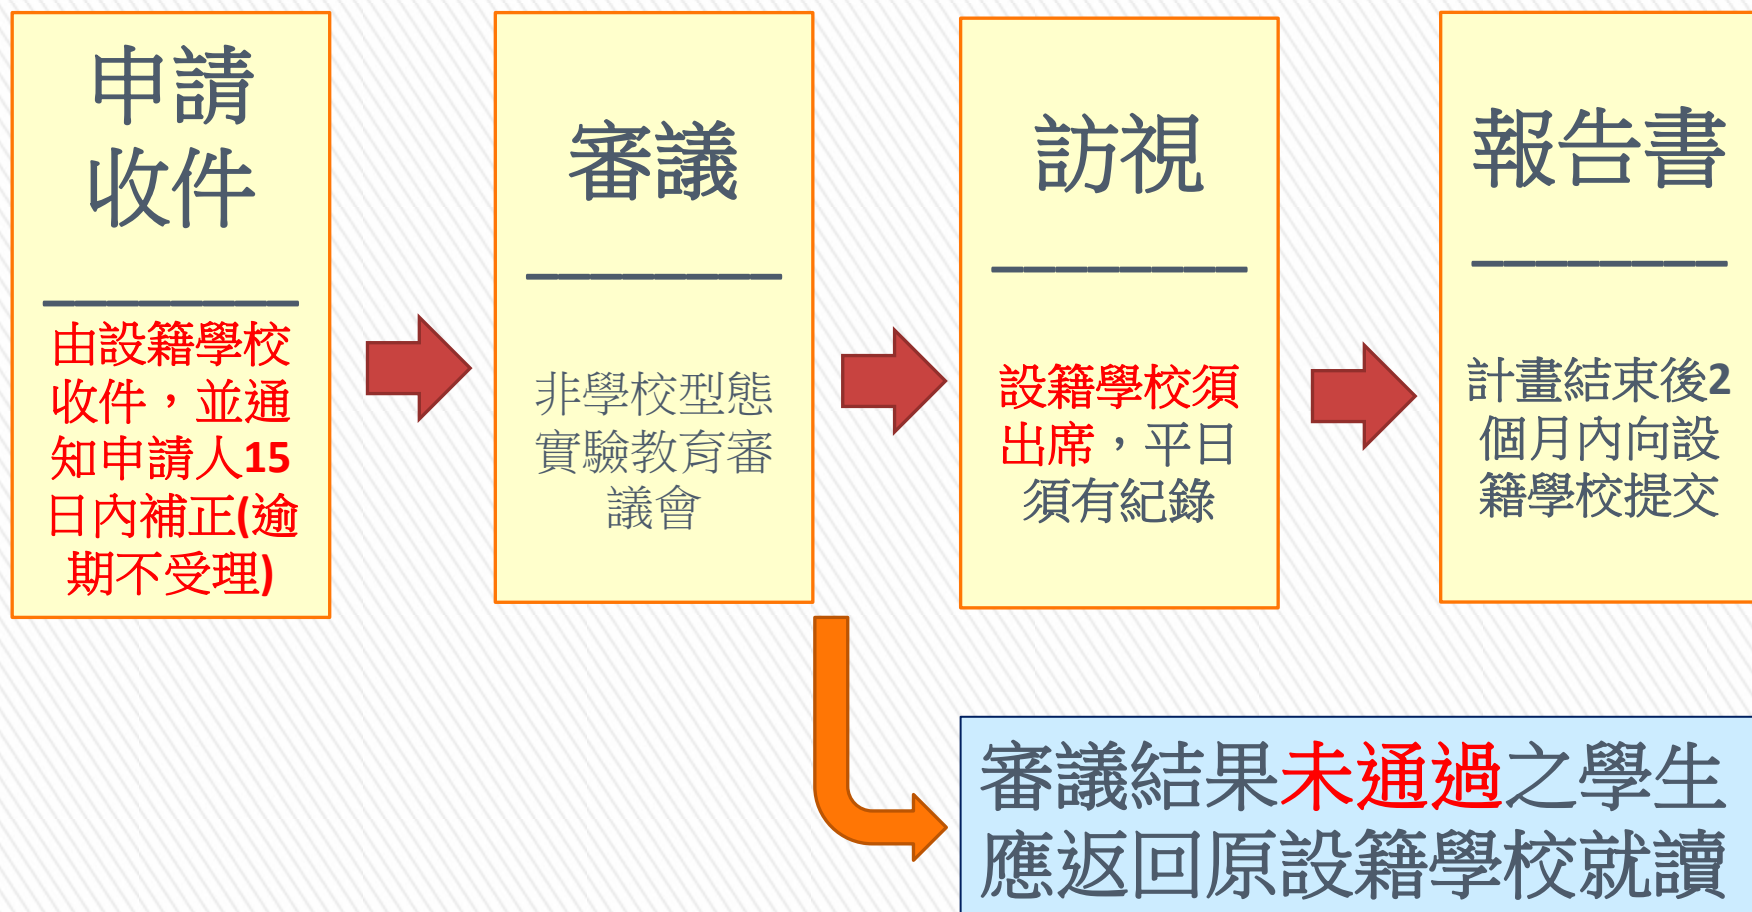 申請
收件
由設籍學校
收件，並通
知申請人15
日內補正(逾
期不受理)
審議
非學校型態
實驗教育審
議會
訪視
設籍學校須
出席，平日
須有紀錄
報告書
計畫結束後2
個月內向設
籍學校提交
審議結果未通過之學生
應返回原設籍學校就讀